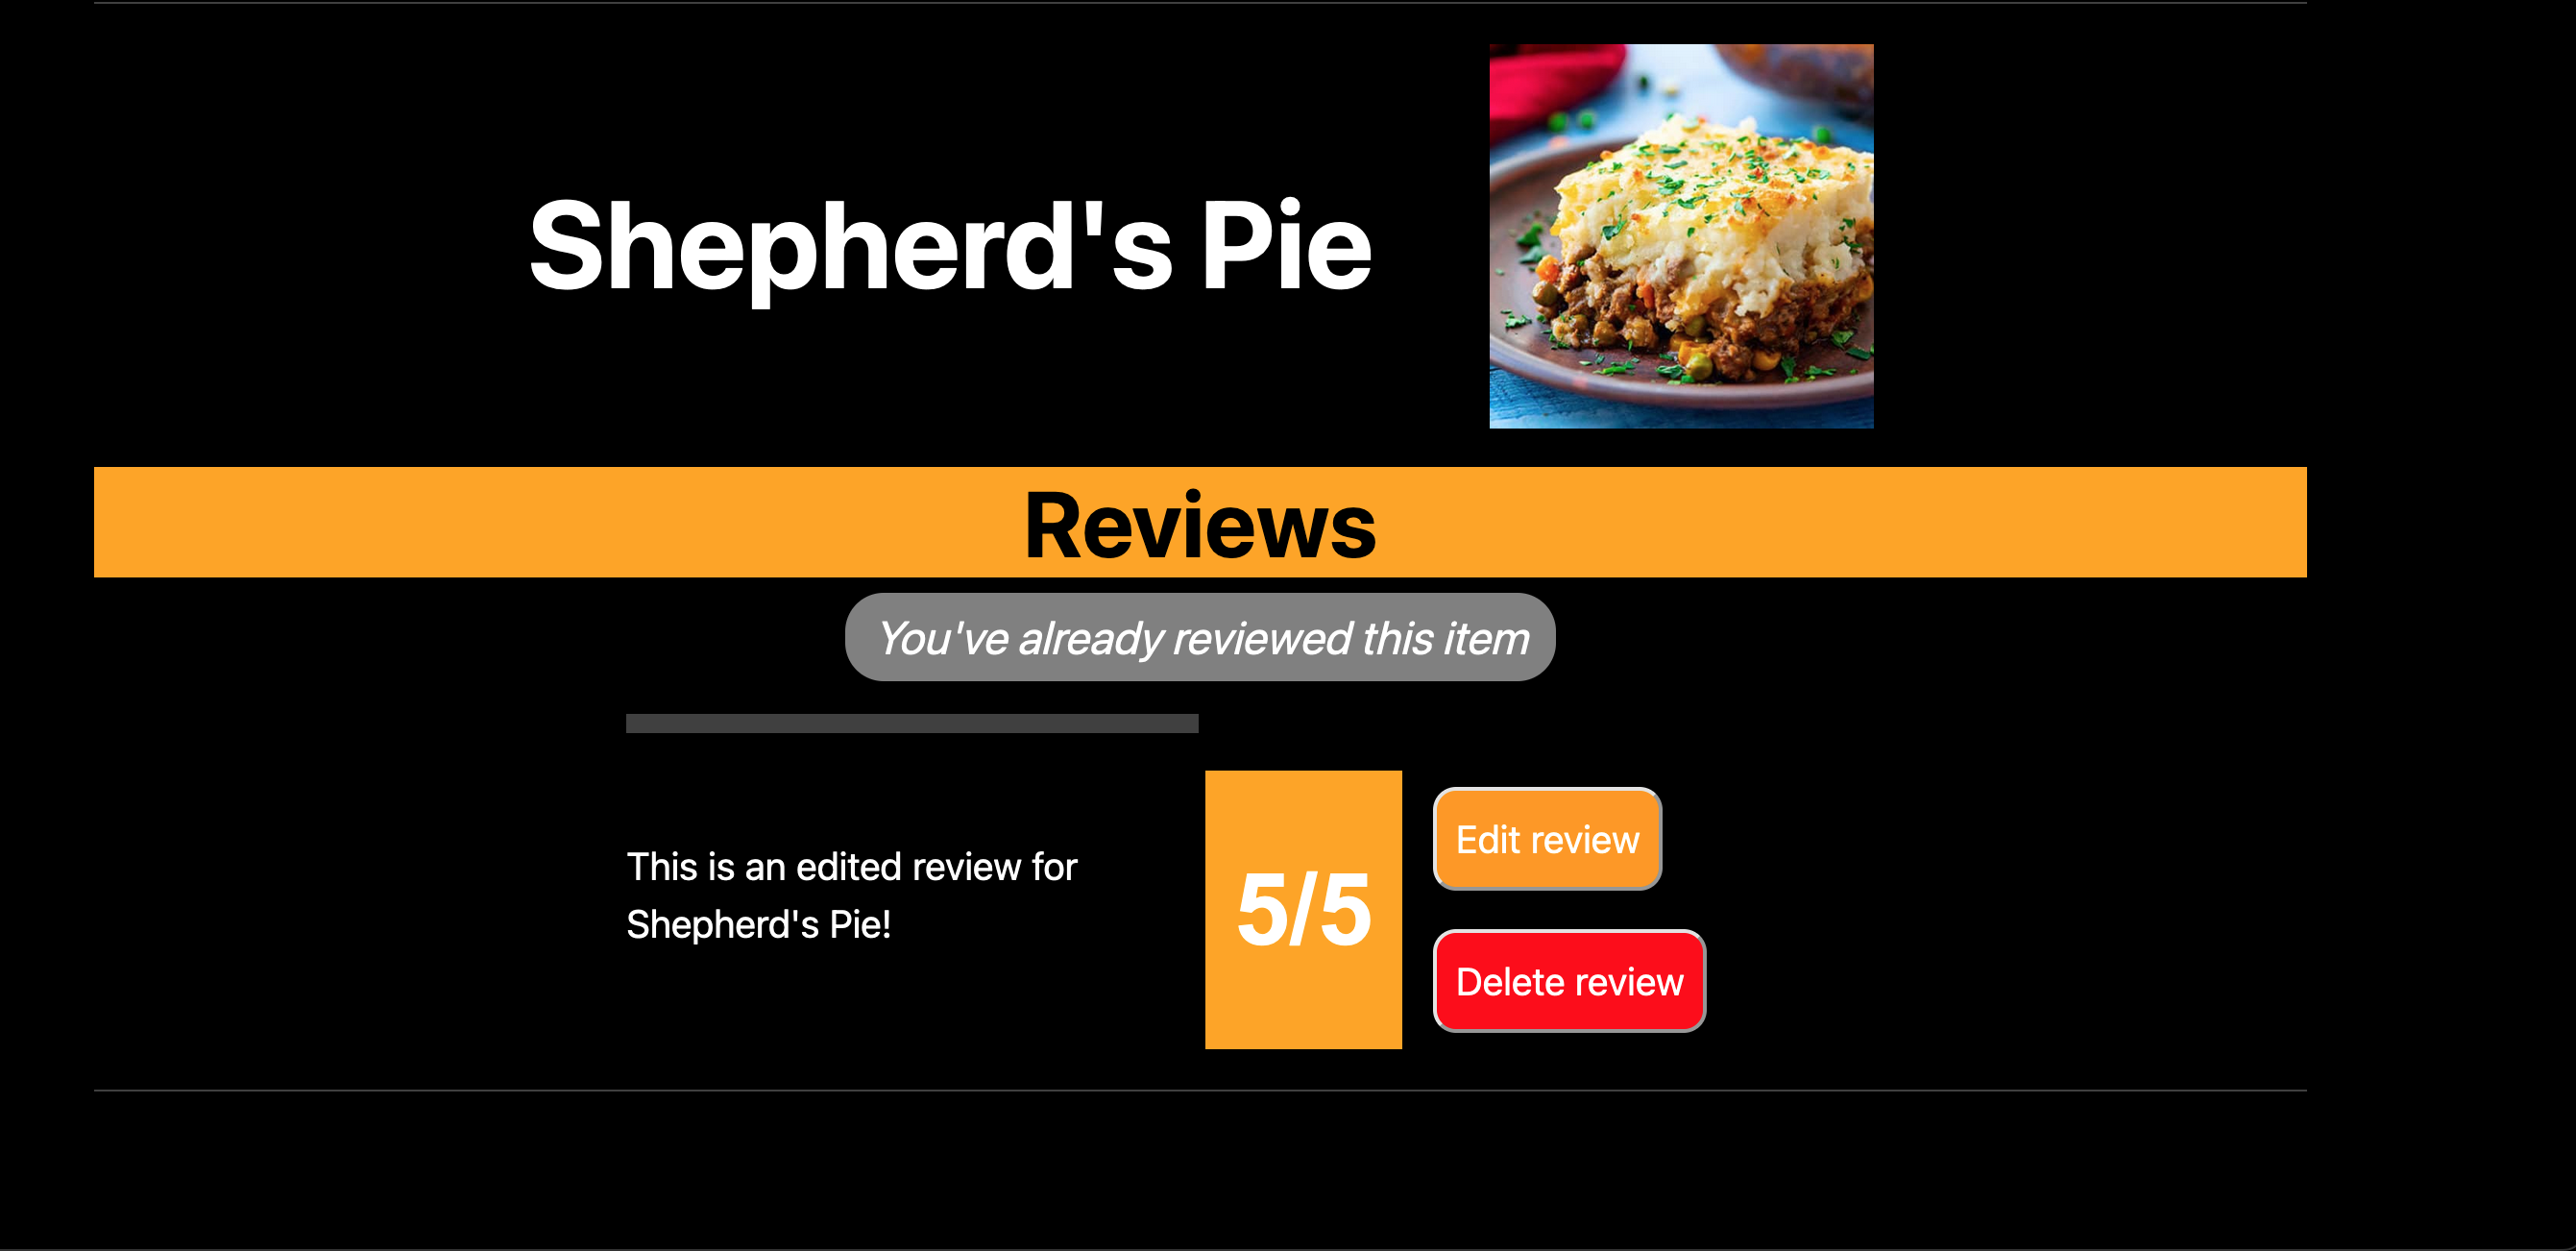 Shepherd's Pie
Reviews
You've already reviewed this item
This is an edited review for
Shepherd's Pie!
5/5
Edit review
Delete review